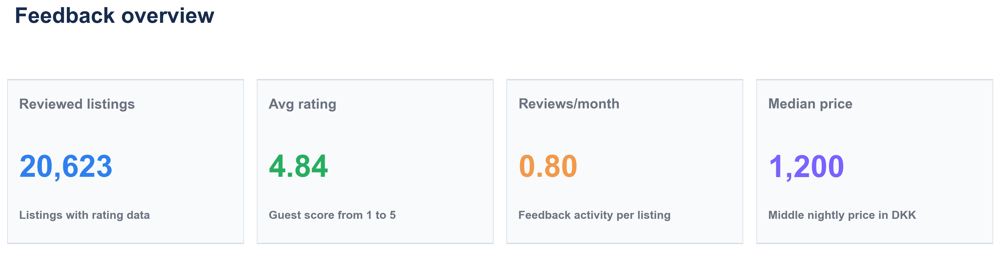 Feedback overview
Reviewed listings
20,623
Listings with rating data
Avg rating
4.84
Guest score from 1 to 5
Reviews/month
0.80
Feedback activity per listing
Median price
1,200
Middle nightly price in DKK